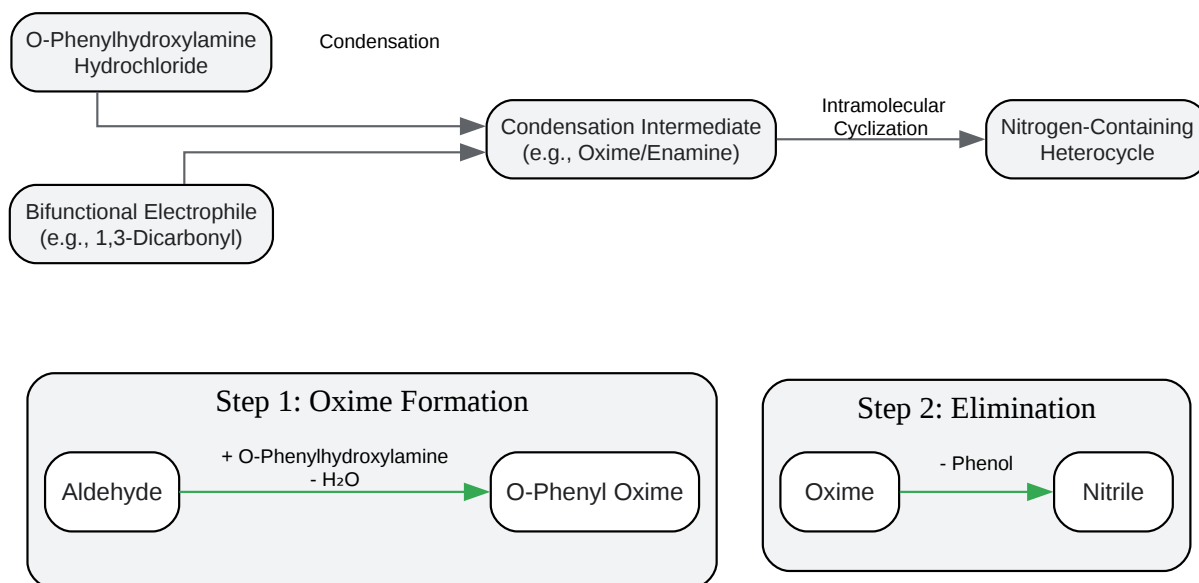 O-Phenylhydroxylamine
Hydrochloride
Condensation
Bifunctional Electrophile
(e.g., 1,3-Dicarbonyl)
Condensation Intermediate
(e.g., Oxime/Enamine)
Intramolecular
Cyclization
Nitrogen-Containing
Heterocycle
Step 1: Oxime Formation
Aldehyde
+ O-Phenylhydroxylamine
- H₂O
O-Phenyl Oxime
Step 2: Elimination
Oxime
- Phenol
Nitrile